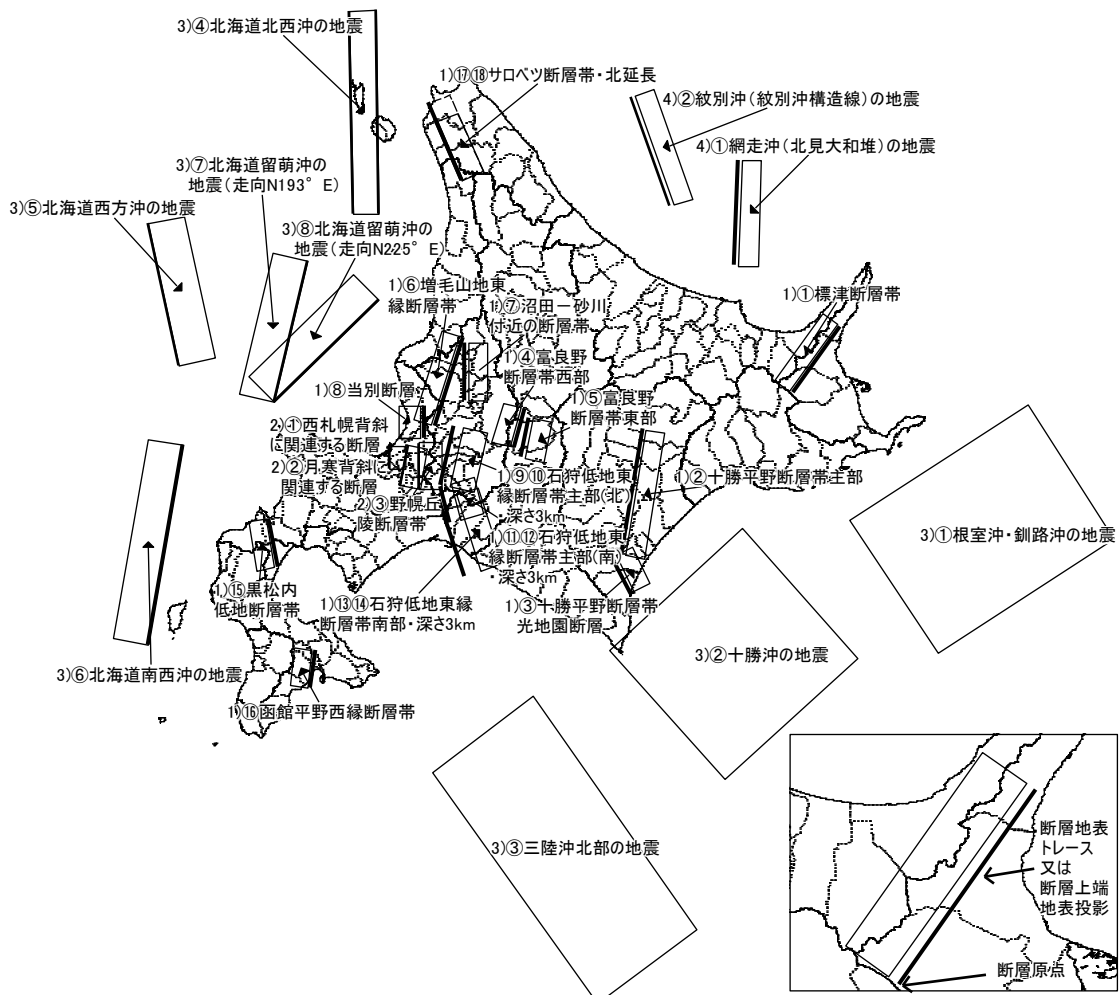 3)④北海道北西沖の地震
1)⑰⑱サロベツ断層帯・北延長
4)②紋別沖(紋別沖構造線)の地震
4)①網走沖(北見大和堆)の地震
3)⑦北海道留萌沖の
地震(走向N193°E)
3)⑤北海道西方沖の地震
3)⑧北海道留萌沖の
地震(走向N225°E)
1)⑥増毛山地東
縁断層帯
1)⑦沼田－砂川
付近の断層帯
1)①標津断層帯
1)④富良野
断層帯西部
1)⑧当別断層
1)⑤富良野
断層帯東部
2)①西札幌背斜
に関連する断層
2)②月寒背斜に
関連する断層
1)⑨⑩石狩低地東
縁断層帯主部(北)
・深さ3km
1)②十勝平野断層帯主部
2)③野幌丘
陵断層帯
1)⑪⑫石狩低地東
縁断層帯主部(南)
・深さ3km
3)①根室沖・釧路沖の地震
1)⑮黒松内
低地断層帯
1)⑬⑭石狩低地東縁
断層帯南部・深さ3km
1)③十勝平野断層帯
光地園断層
3)②十勝沖の地震
3)⑥北海道南西沖の地震
1)⑯函館平野西縁断層帯
3)③三陸沖北部の地震
断層地表
トレース
又は
断層上端
地表投影
断層原点